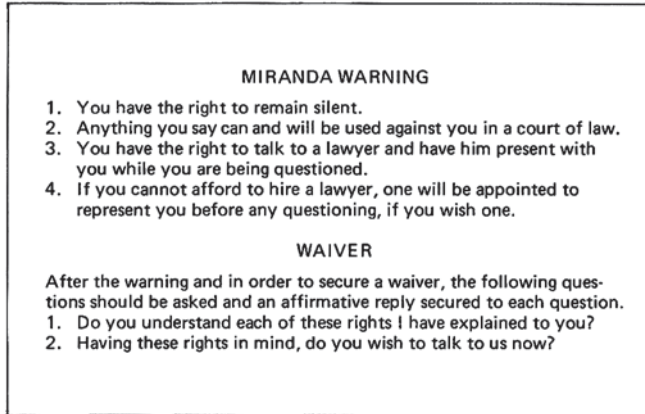 MIRANDA WARNING
1. You have the right to remain silent.
2. Anything you say can and will be used against you in a court of law.
3. You have the right to talk to a lawyer and have him present with
you while you are being questioned.
4. If you cannot afford to hire a lawyer, one will be appointed to
represent you before any questioning, if you wish one.
WAIVER
After the warning and in order to secure a waiver, the following ques-
tions should be asked and an affirmative reply secured to each question.
1. Do you understand each of these rights I have explained to you?
2. Having these rights in mind, do you wish to talk to us now?